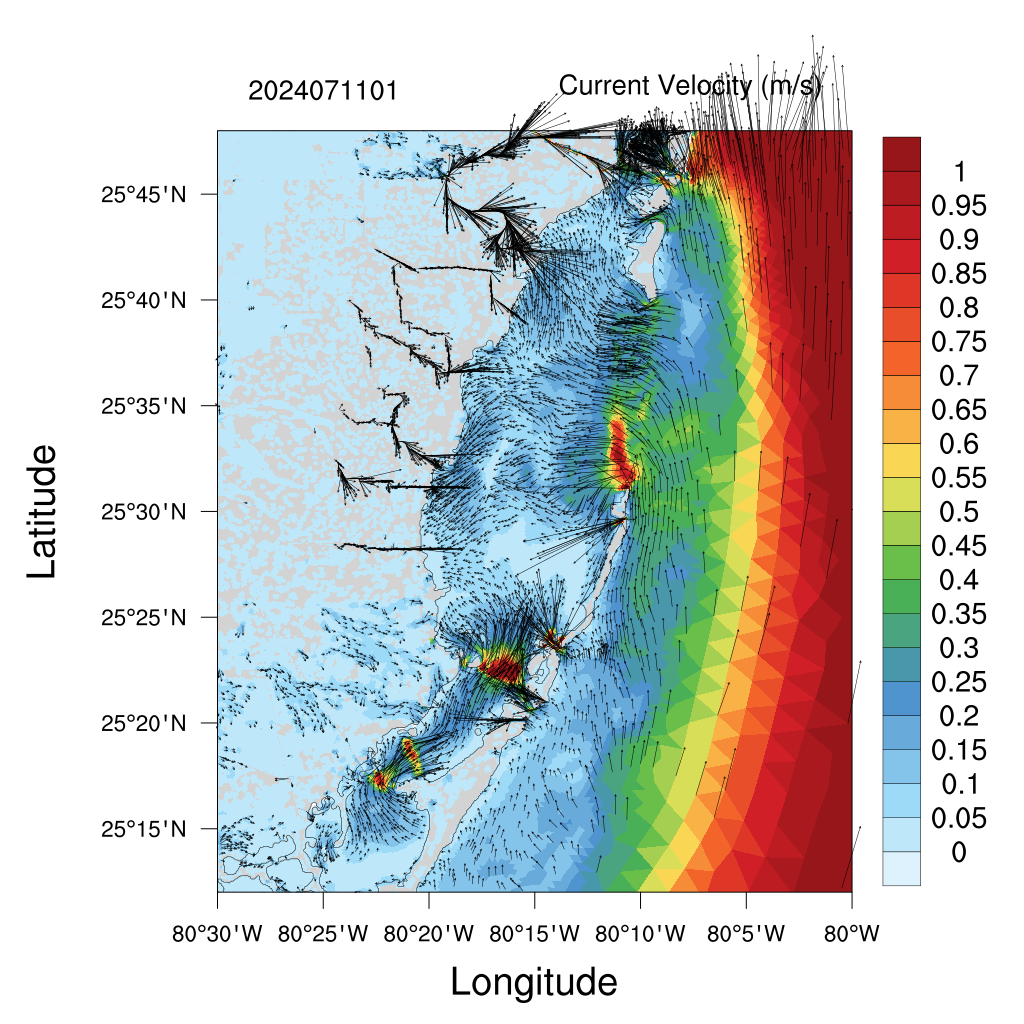 2024071101
Current Velocity (m/s)
25°45'N
25°40'N
25°35'N
25°30'N
25°25'N
25°20'N
25°15'N
Latitude
80°30'W 80°25'W 80°20'W 80°15'W 80°10'W 80°5'W 80°W
Longitude
1
0.95
0.9
0.85
0.8
0.75
0.7
0.65
0.6
0.55
0.5
0.45
0.4
0.35
0.3
0.25
0.2
0.15
0.1
0.05
0